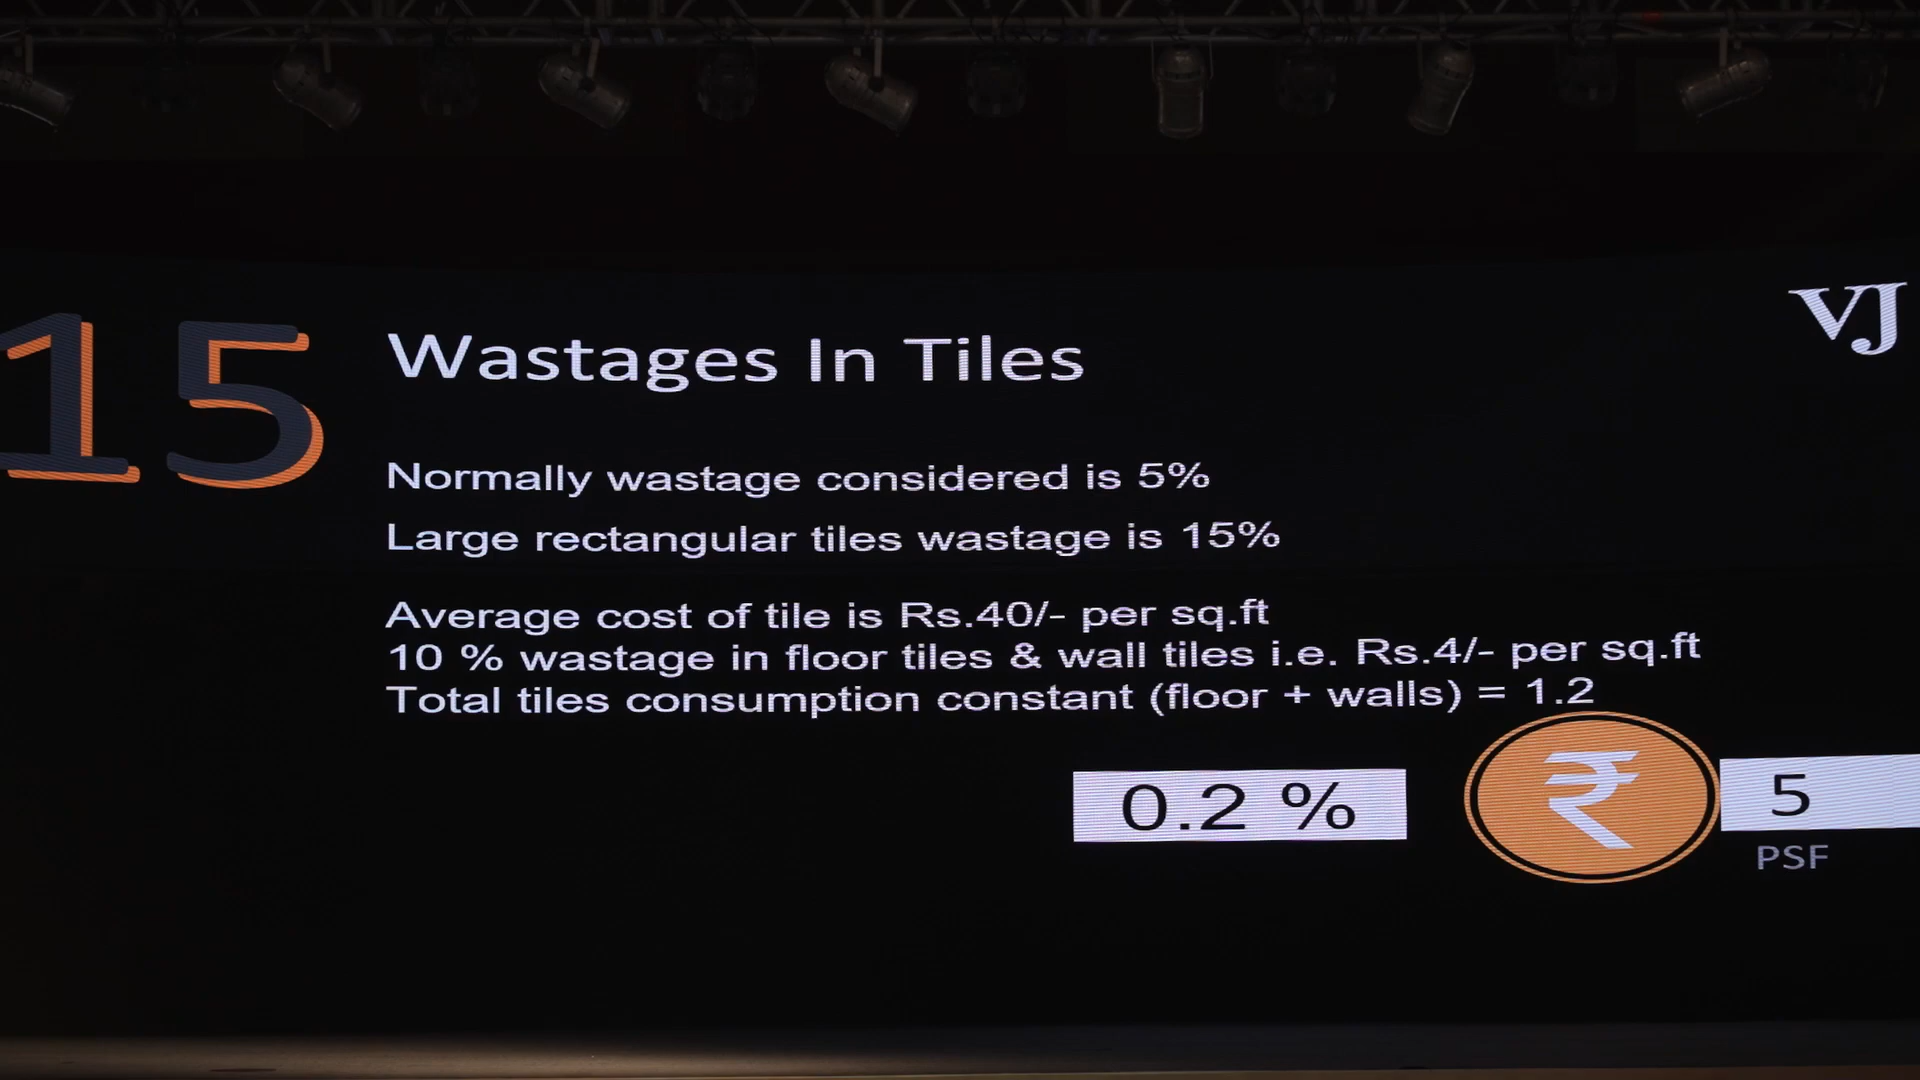 15
Wastages In Tiles
VJ
Normally wastage considered is 5%
Large rectangular tiles wastage is 15%
Average cost of tile is Rs.40/- per sq.ft
10 % wastage in floor tiles & wall tiles i.e. Rs.4/- per sq.ft
Total tiles consumption constant (floor + walls) = 1.2
0.2 %
₹
5
PSF